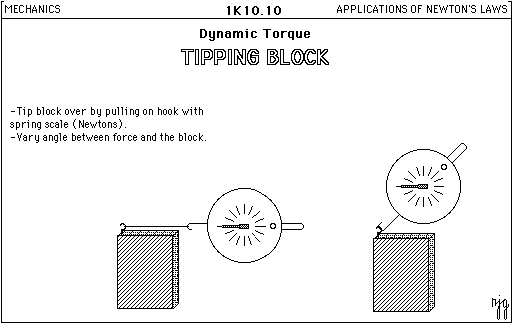 MECHANICS
1K10.10
APPLICATIONS OF NEWTON'S LAWS
Dynamic Torque
TIPPING BLOCK
-Tip block over by pulling on hook with
spring scale (Newtons).
-Vary angle between force and the block.